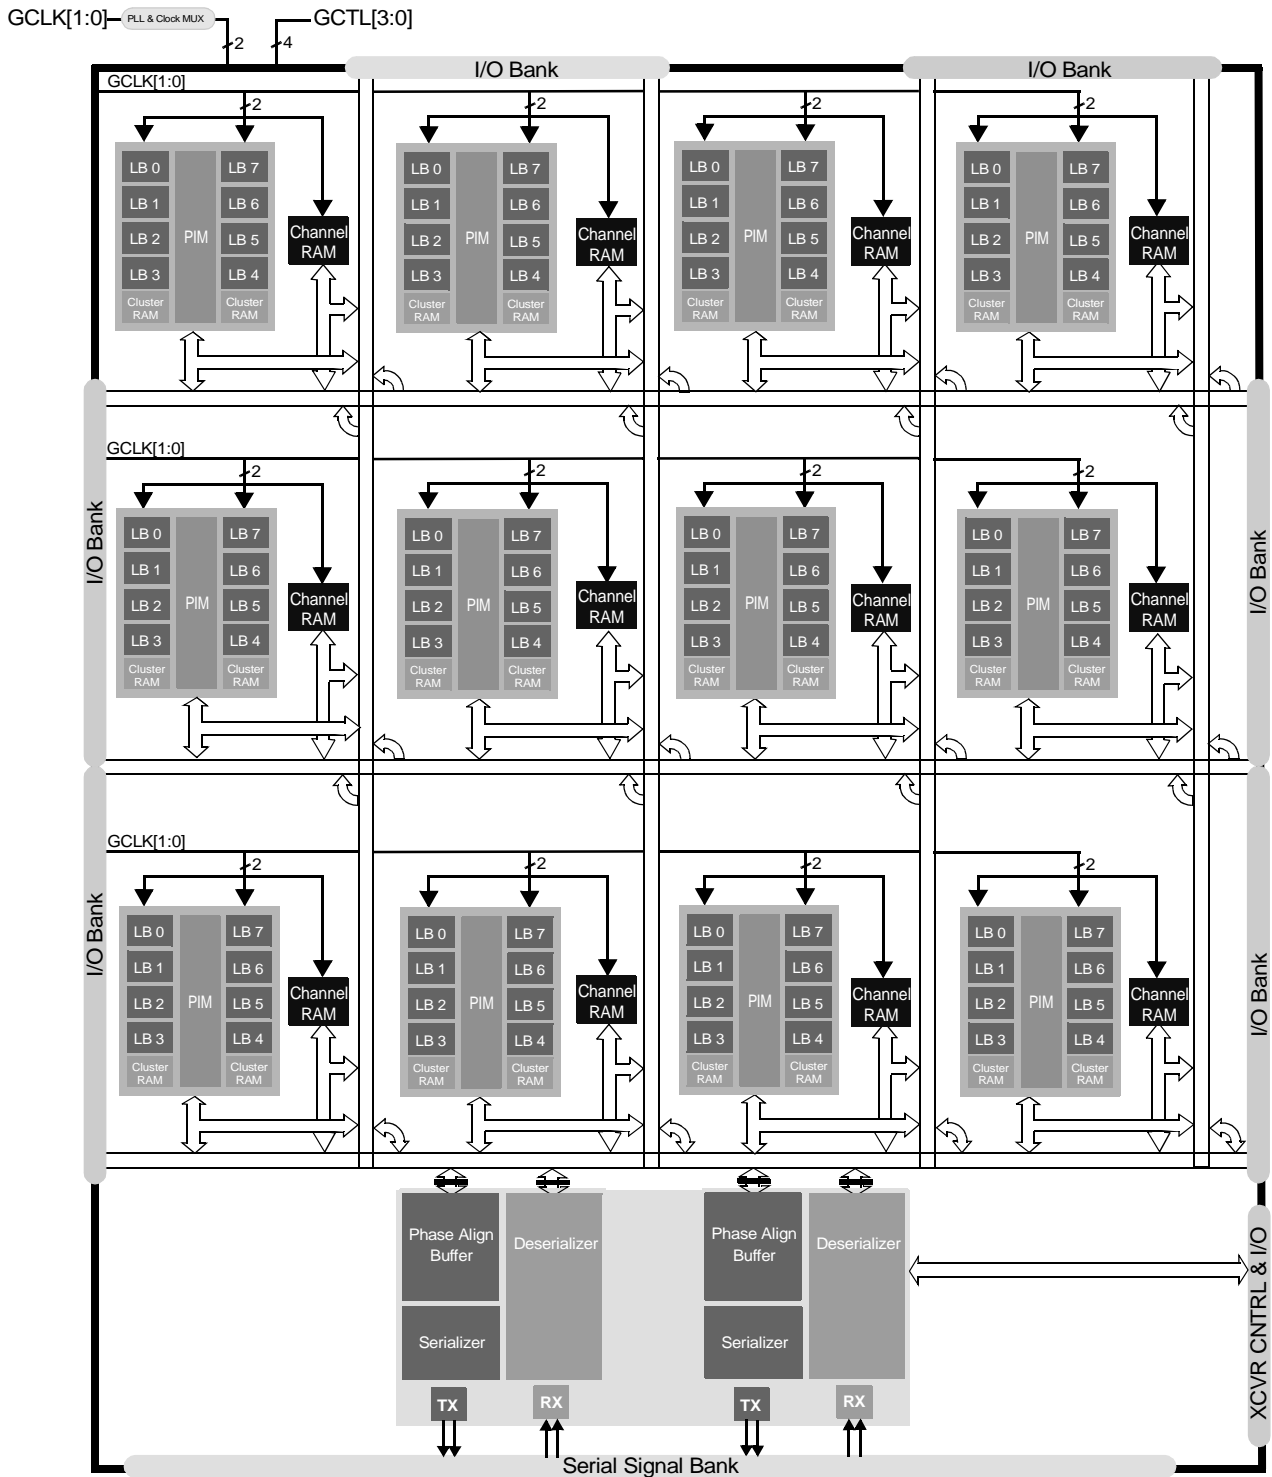 GCLK[1:0] PLL & Clock MUX GCTL[3:0]
2 4
I/O Bank I/O Bank
GCLK[1:0]
2 2 2 2
LB 0 LB 7 LB 0 LB 7 LB 0 LB 7 LB 0 LB 7
LB 1 LB 6 LB 1 LB 6 LB 1 LB 6 LB 1 LB 6
LB 2 PIM LB 5 Channel RAM LB 2 PIM LB 5 Channel RAM LB 2 PIM LB 5 Channel RAM LB 2 PIM LB 5 Channel RAM
LB 3 LB 4 LB 3 LB 4 LB 3 LB 4 LB 3 LB 4
Cluster RAM Cluster RAM Cluster RAM Cluster RAM Cluster RAM Cluster RAM Cluster RAM Cluster RAM
I/O Bank I/O Bank
GCLK[1:0]
2 2 2 2
LB 0 LB 7 LB 0 LB 7 LB 0 LB 7 LB 0 LB 7
LB 1 LB 6 LB 1 LB 6 LB 1 LB 6 LB 1 LB 6
LB 2 PIM LB 5 Channel RAM LB 2 PIM LB 5 Channel RAM LB 2 PIM LB 5 Channel RAM LB 2 PIM LB 5 Channel RAM
LB 3 LB 4 LB 3 LB 4 LB 3 LB 4 LB 3 LB 4
Cluster RAM Cluster RAM Cluster RAM Cluster RAM Cluster RAM Cluster RAM Cluster RAM Cluster RAM
I/O Bank I/O Bank
GCLK[1:0]
2 2 2 2
LB 0 LB 7 LB 0 LB 7 LB 0 LB 7 LB 0 LB 7
LB 1 LB 6 LB 1 LB 6 LB 1 LB 6 LB 1 LB 6
LB 2 PIM LB 5 Channel RAM LB 2 PIM LB 5 Channel RAM LB 2 PIM LB 5 Channel RAM LB 2 PIM LB 5 Channel RAM
LB 3 LB 4 LB 3 LB 4 LB 3 LB 4 LB 3 LB 4
Cluster RAM Cluster RAM Cluster RAM Cluster RAM Cluster RAM Cluster RAM Cluster RAM Cluster RAM
Phase Align Buffer Deserializer Phase Align Buffer Deserializer
Serializer Serializer
XCVR CNTRL & I/O
TX RX TX RX
Serial Signal Bank